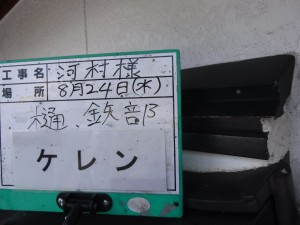 工事名 河村様
場所 8月24日(水)
樋、鉄部
ケレン